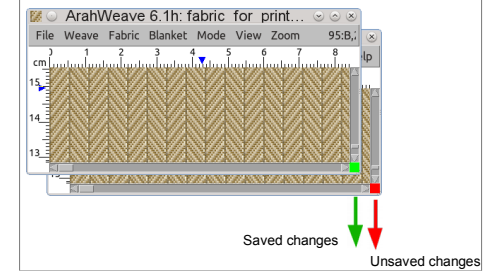 ArahWeave 6.1h: fabric for print...
File Weave Fabric Blanket Mode View Zoom 95:B,
lp
0 1 2 3 4 5 6 7 8
cm
15
14
13
Saved changes
Unsaved changes